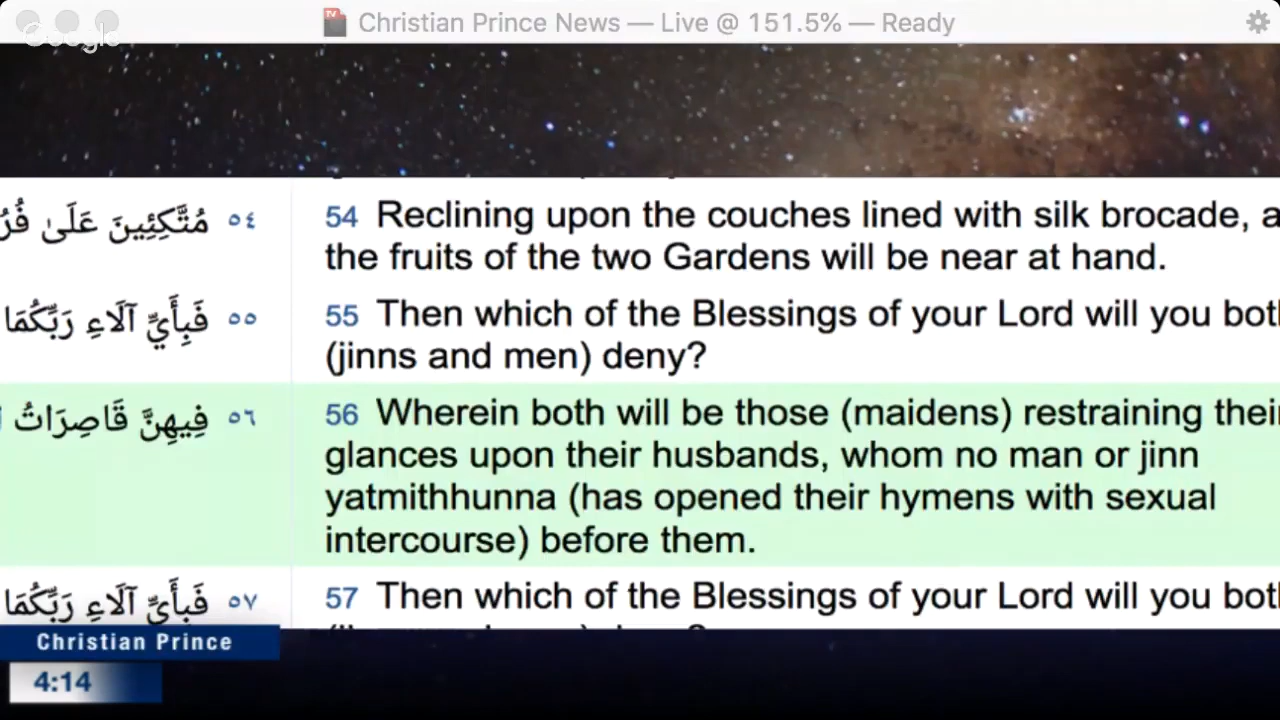 Christian Prince News — Live @ 151.5% — Ready
Google
مُتَّكِئِينَ عَلَىٰ ٥٤
54 Reclining upon the couches lined with silk brocade,
the fruits of the two Gardens will be near at hand.
فَبِأَيِّ آلَاءِ رَبِّكُمَا ٥٥
55 Then which of the Blessings of your Lord will you
(jinns and men) deny?
فِيهِنَّ قَاصِرَاتُ ٥٦
56 Wherein both will be those (maidens) restraining their
glances upon their husbands, whom no man or jinn
yatmithhunna (has opened their hymens with sexual
intercourse) before them.
فَبِأَيِّ آلَاءِ رَبِّكُمَا ٥٧
57 Then which of the Blessings of your Lord will you
Christian Prince
4:14